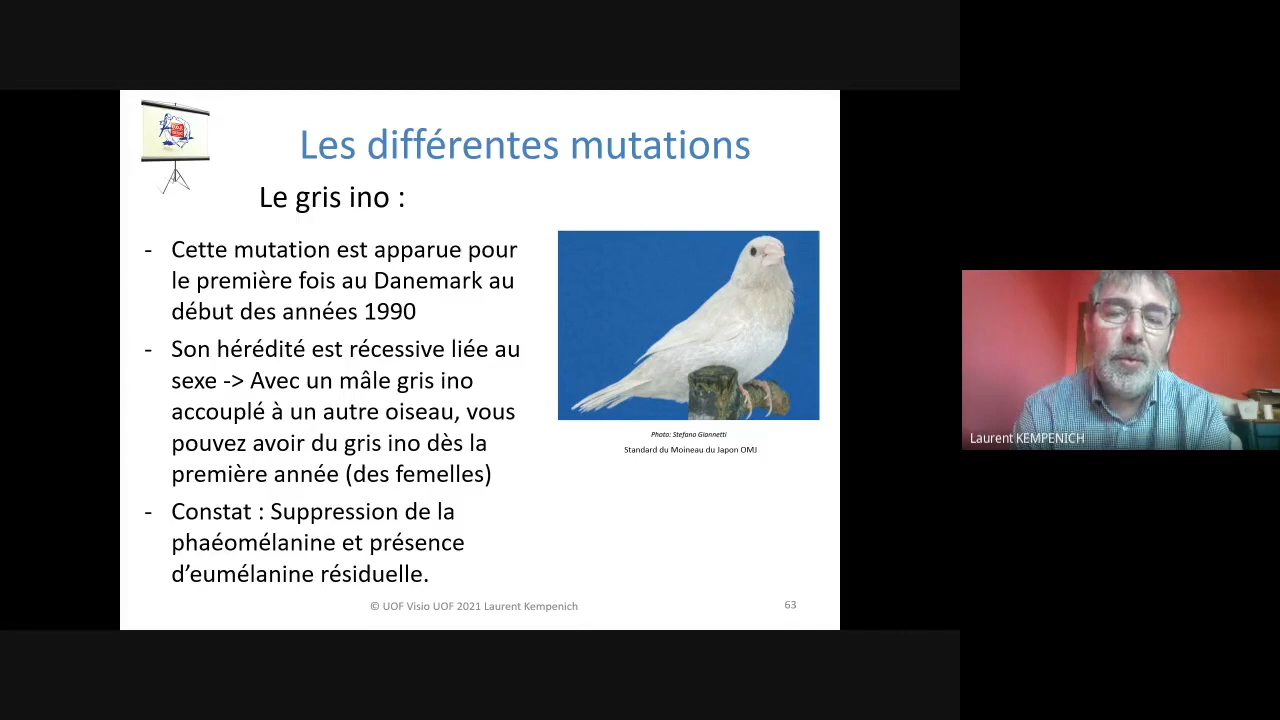 Les différentes mutations
Le gris ino :
- Cette mutation est apparue pour
le première fois au Danemark au
début des années 1990
- Son hérédité est récessive liée au
sexe -> Avec un mâle gris ino
accouplé à un autre oiseau, vous
pouvez avoir du gris ino dès la
première année (des femelles)
- Constat : Suppression de la
phaéomélanine et présence
d’eumélanine résiduelle.
Photo: Stefano Giannetti
Standard du Moineau du Japon OMJ
© UOF Visio UOF 2021 Laurent Kempenich
63
Laurent KEMPENICH